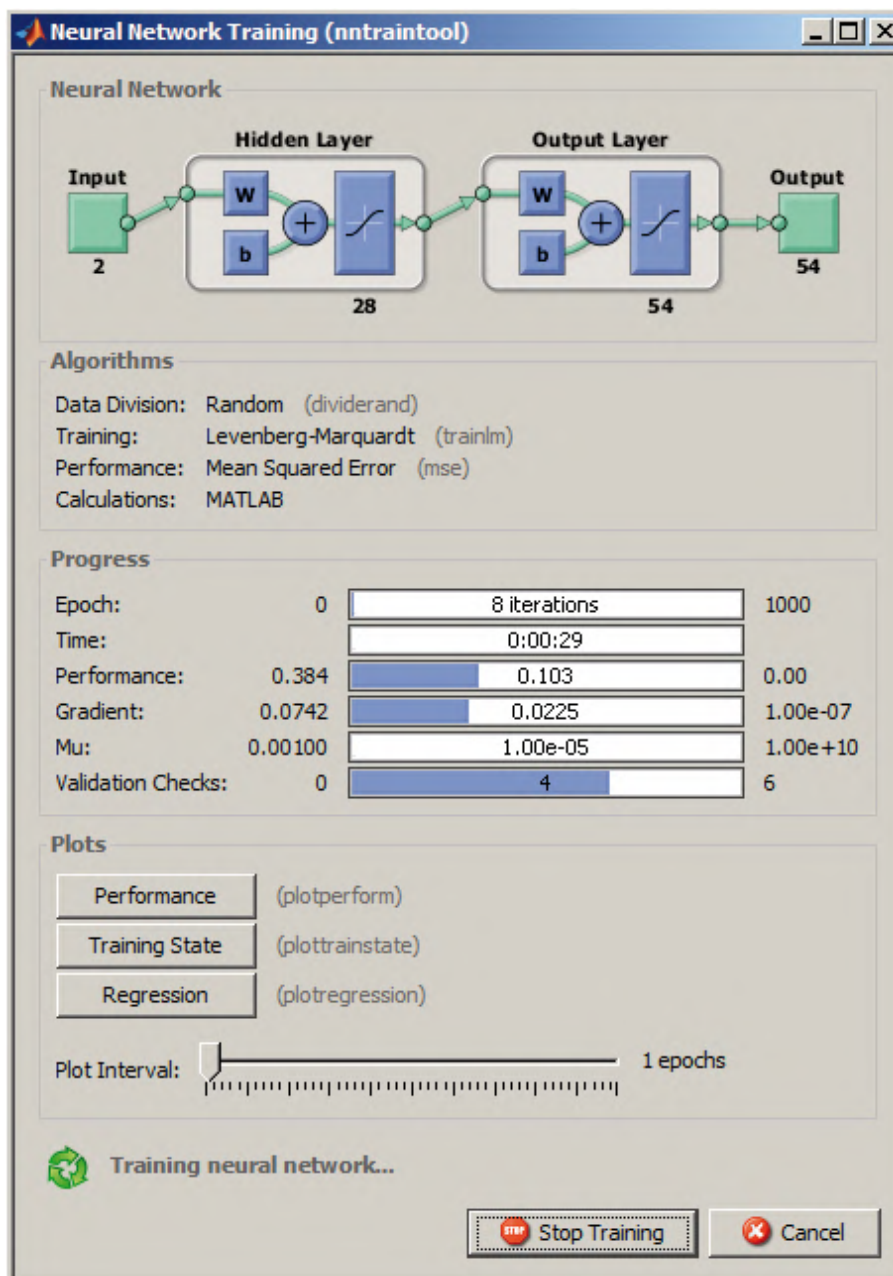 Neural Network Training (nntraintool)
Neural Network
Hidden Layer Output Layer
Input Output
W W
+ +
b b
2 54
28 54
Algorithms
Data Division: Random (dividerand)
Training: Levenberg-Marquardt (trainlm)
Performance: Mean Squared Error (mse)
Calculations: MATLAB
Progress
Epoch: 0 8 iterations 1000
Time: 0:00:29
Performance: 0.384 0.103 0.00
Gradient: 0.0742 0.0225 1.00e-07
Mu: 0.00100 1.00e-05 1.00e+10
Validation Checks: 0 4 6
Plots
Performance (plotperform)
Training State (plottrainstate)
Regression (plotregression)
Plot Interval: 1 epochs
Training neural network...
STOP Stop Training Cancel